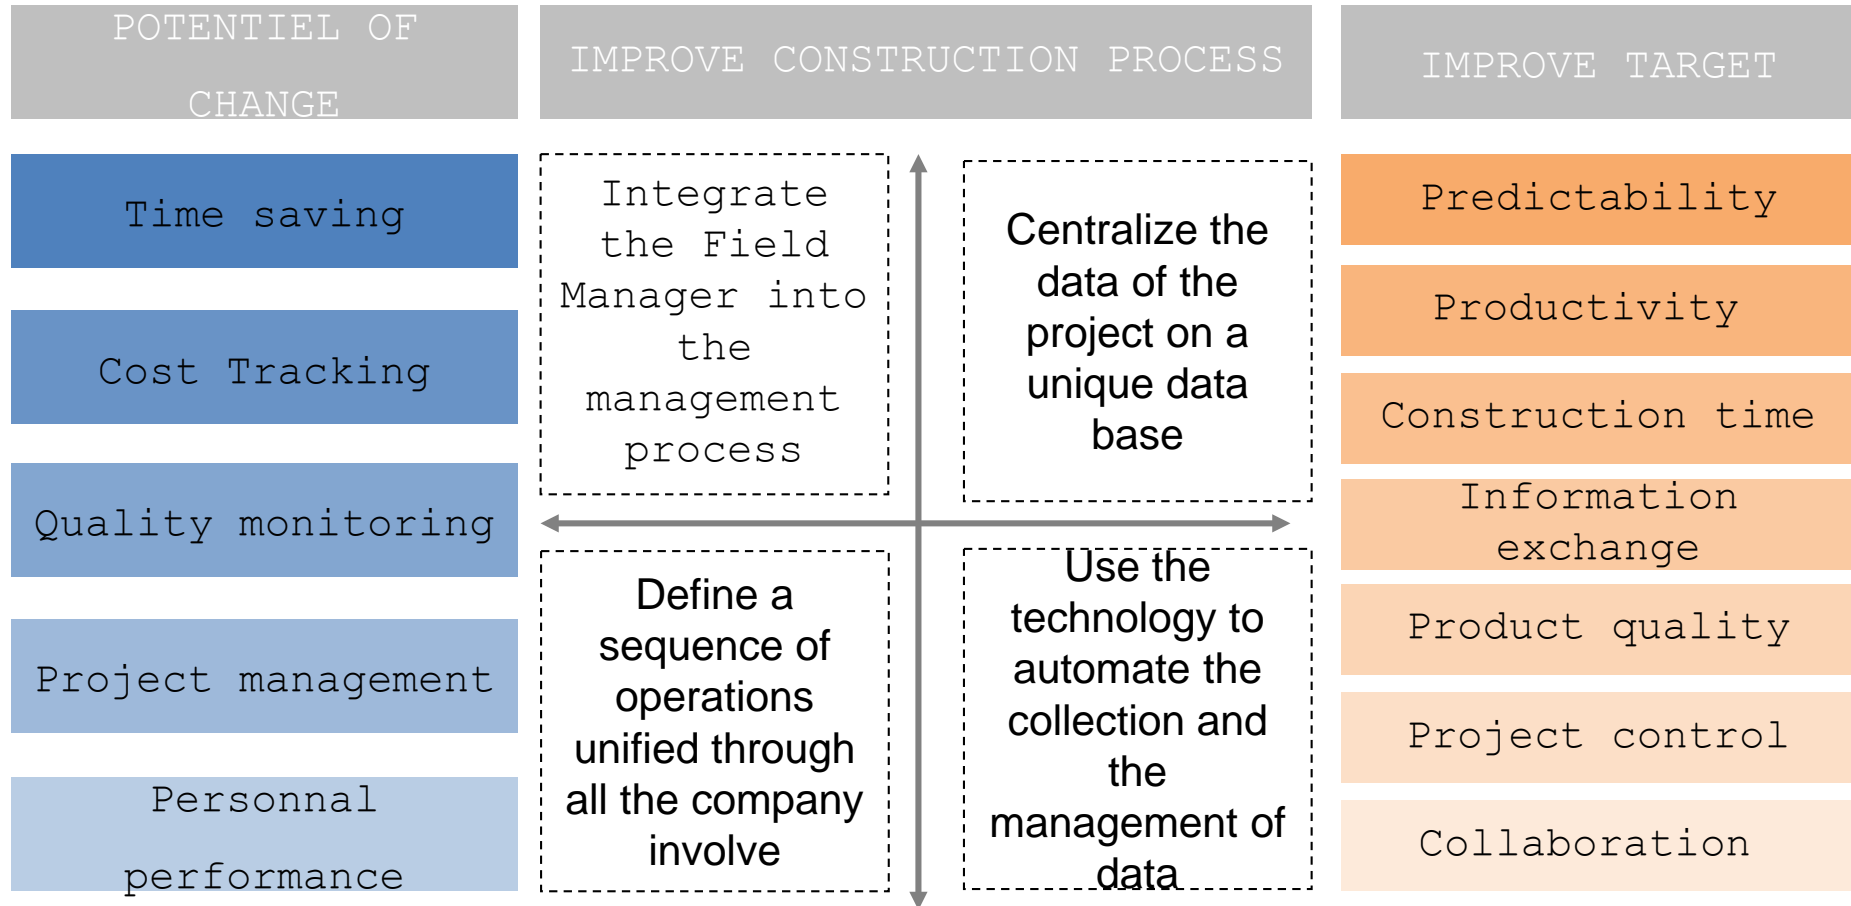 POTENTIEL OF
CHANGE
IMPROVE CONSTRUCTION PROCESS
IMPROVE TARGET
Time saving
Cost Tracking
Quality monitoring
Project management
Personnal
performance
Integrate
the Field
Manager into
the
management
process
Centralize the
data of the
project on a
unique data
base
Define a
sequence of
operations
unified through
all the company
involve
Use the
technology to
automate the
collection and
the
management of
data
Predictability
Productivity
Construction time
Information
exchange
Product quality
Project control
Collaboration